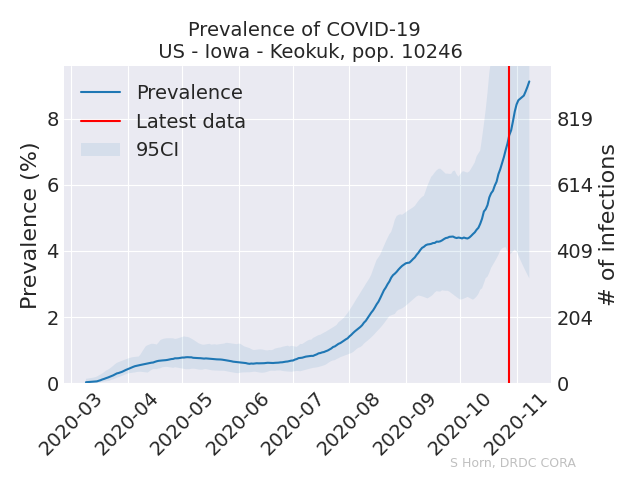 Prevalence of COVID-19
US - Iowa - Keokuk, pop. 10246
Prevalence
Latest data
95CI
Prevalence (%)
8
6
4
2
0
819
614
409
204
0
# of infections
2020-03
2020-04
2020-05
2020-06
2020-07
2020-08
2020-09
2020-10
2020-11
S Horn, DRDC CORA